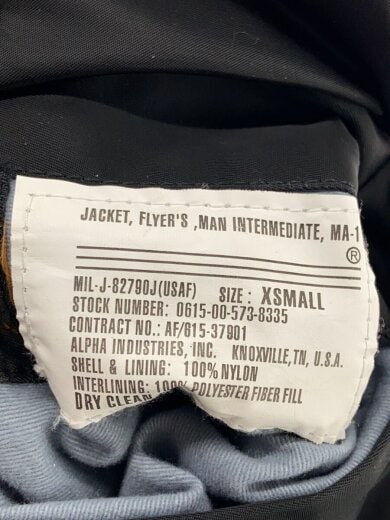 JACKET, FLYER'S ,MAN INTERMEDIATE, MA-1
®
MIL-J-82790J(USAF) SIZE: XSMALL
STOCK NUMBER: 0615-00-573-8335
CONTRACT NO.: AF/815-37901
ALPHA INDUSTRIES, INC. KNOXVILLE,TN, U.S.A.
SHELL & LINING: 100% NYLON
INTERLINING: 100% POLYESTER FIBER FILL
DRY CLEAN